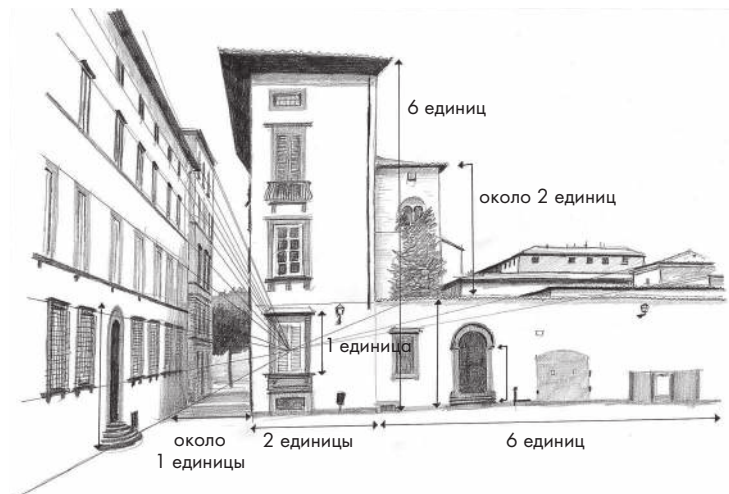 6 единиц
около 2 единиц
1 единица
около
1 единицы
2 единицы
6 единиц